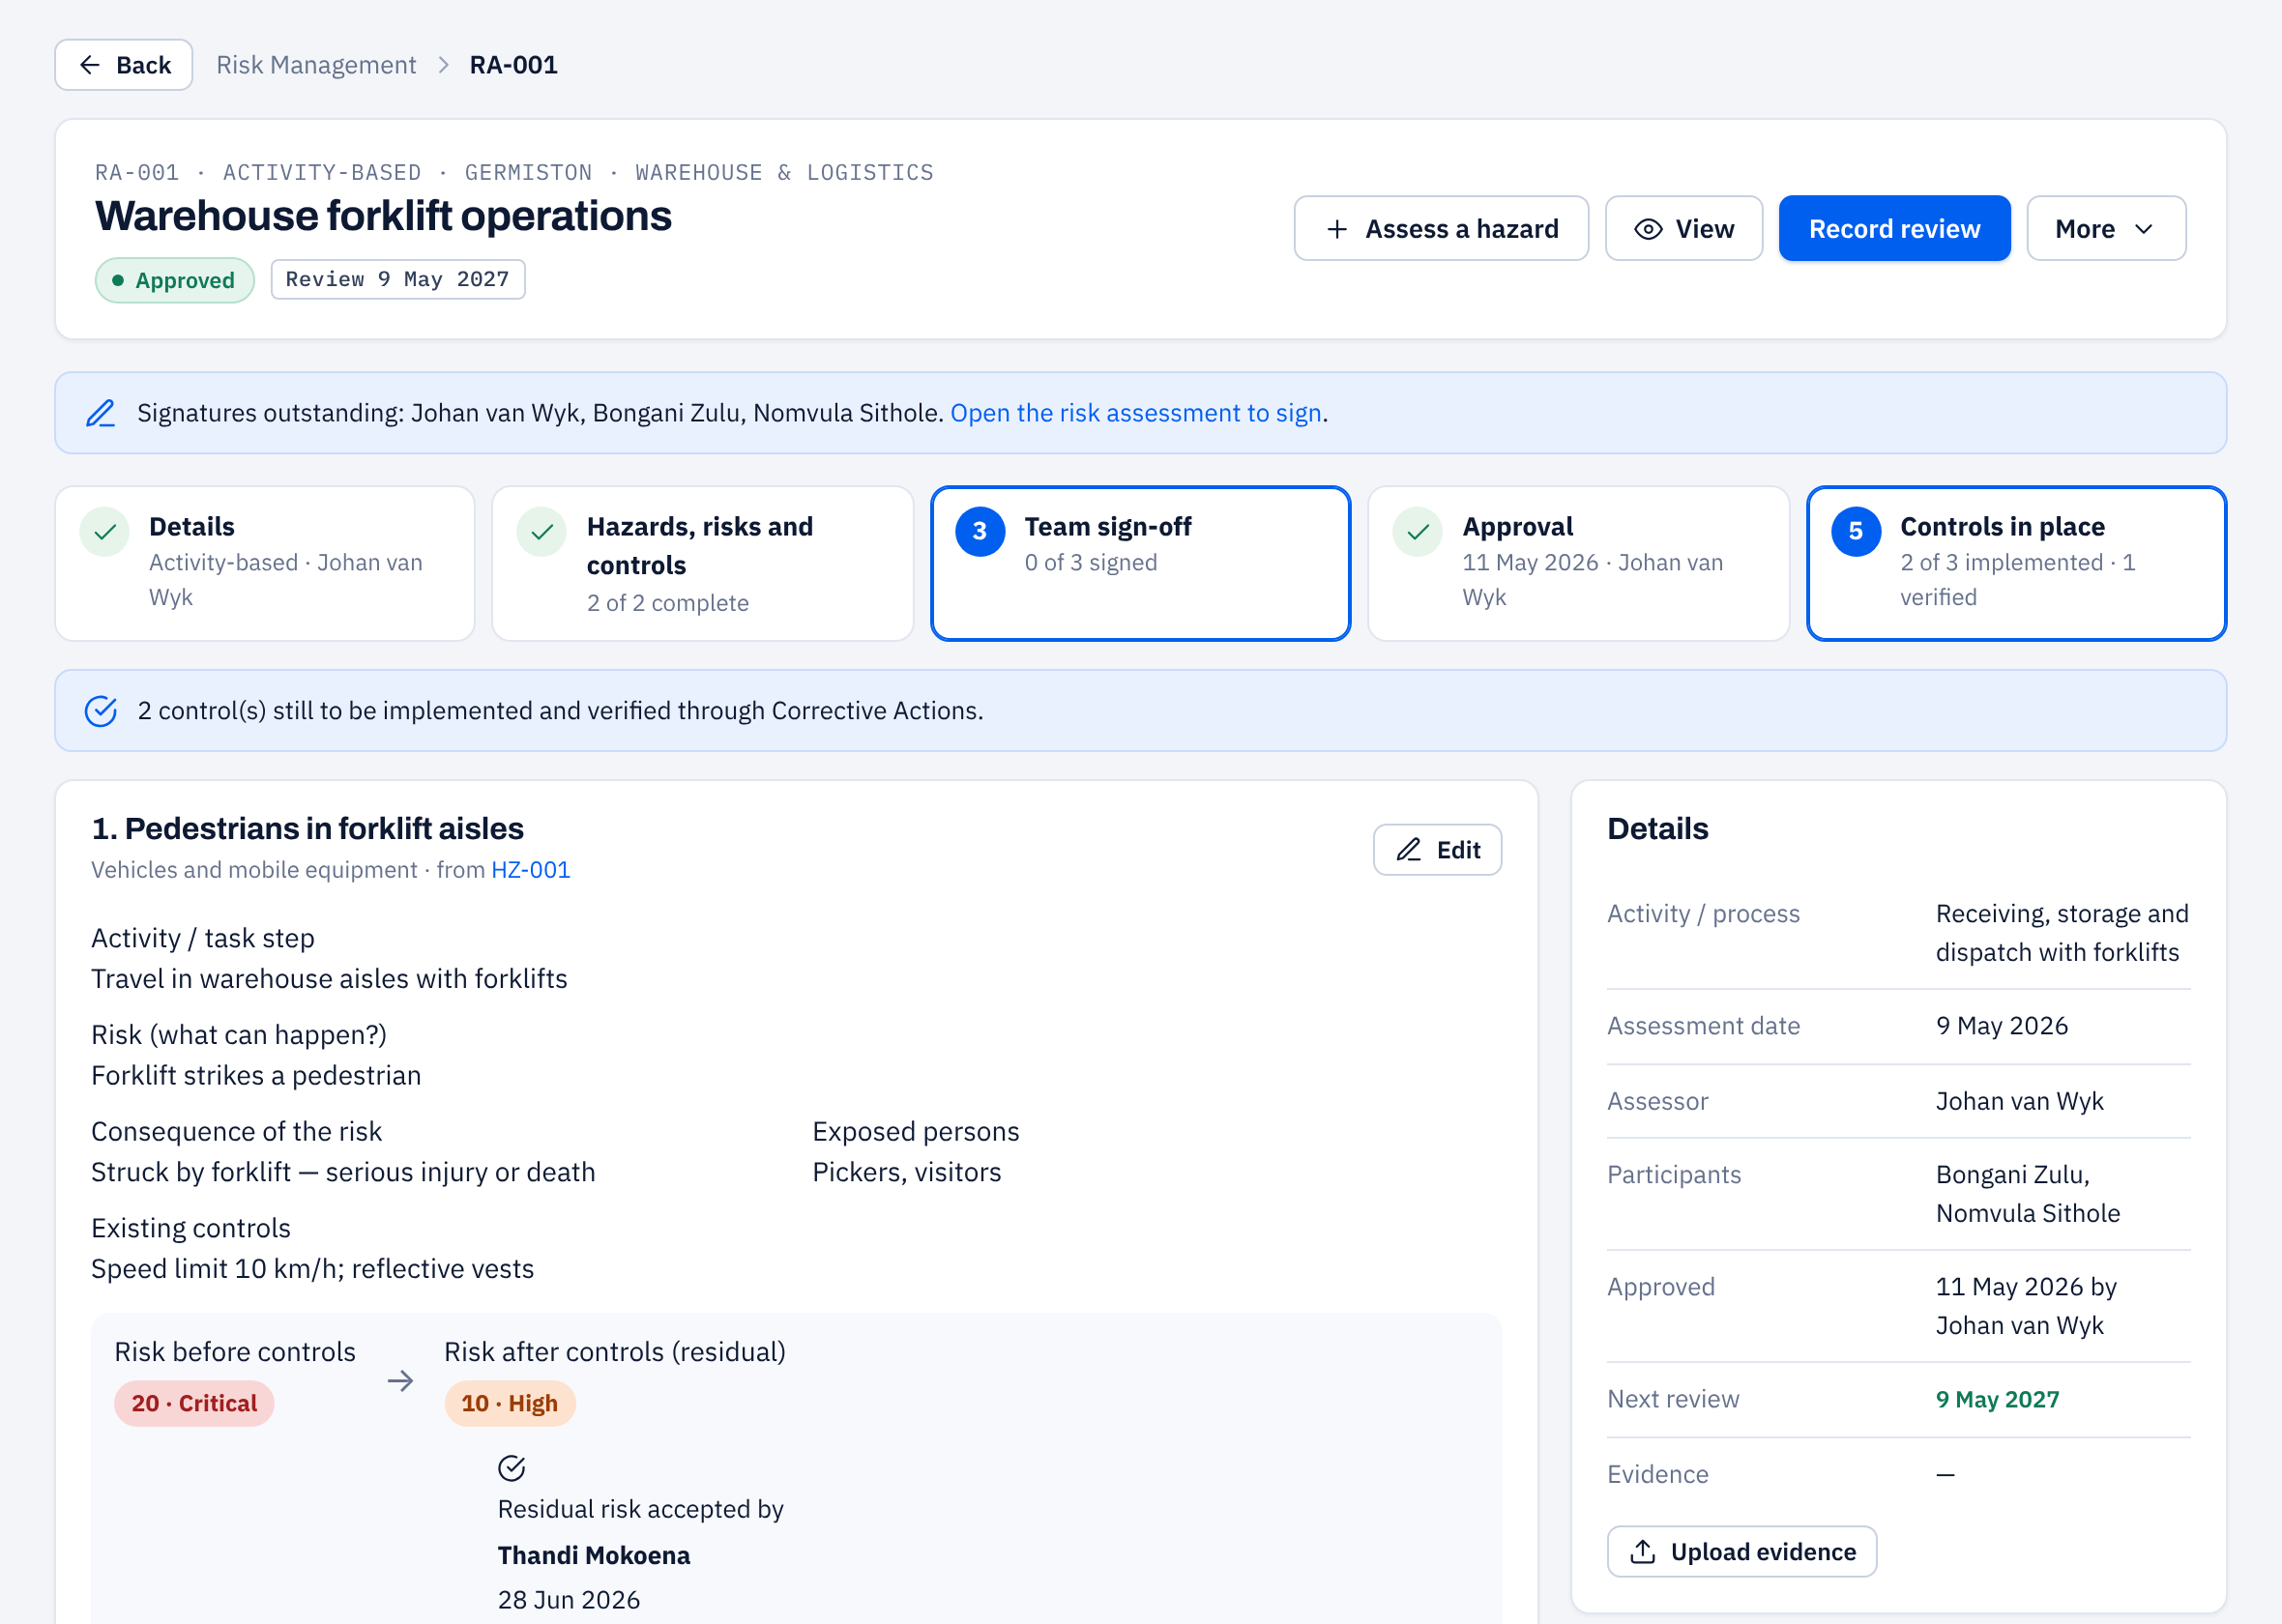 Back
Risk Management > RA-001
RA-001 · ACTIVITY-BASED · GERMISTON · WAREHOUSE & LOGISTICS
Warehouse forklift operations
Approved
Review 9 May 2027
+ Assess a hazard
View
Record review
More
Signatures outstanding: Johan van Wyk, Bongani Zulu, Nomvula Sithole. Open the risk assessment to sign.
Details
Activity-based · Johan van
Wyk
Hazards, risks and
controls
2 of 2 complete
3
Team sign-off
0 of 3 signed
Approval
11 May 2026 · Johan van
Wyk
5
Controls in place
2 of 3 implemented · 1
verified
2 control(s) still to be implemented and verified through Corrective Actions.
1. Pedestrians in forklift aisles
Vehicles and mobile equipment · from HZ-001
Edit
Activity / task step
Travel in warehouse aisles with forklifts
Risk (what can happen?)
Forklift strikes a pedestrian
Consequence of the risk
Struck by forklift — serious injury or death
Exposed persons
Pickers, visitors
Existing controls
Speed limit 10 km/h; reflective vests
Risk before controls
20 · Critical
Risk after controls (residual)
10 · High
Residual risk accepted by
Thandi Mokoena
28 Jun 2026
Details
Activity / process
Receiving, storage and
dispatch with forklifts
Assessment date
9 May 2026
Assessor
Johan van Wyk
Participants
Bongani Zulu,
Nomvula Sithole
Approved
11 May 2026 by
Johan van Wyk
Next review
9 May 2027
Evidence
—
Upload evidence